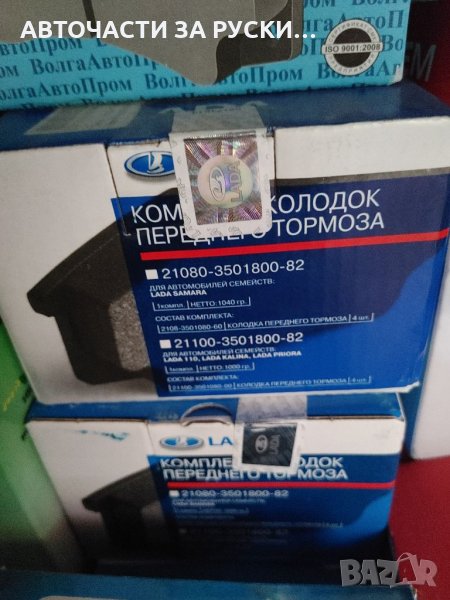 АВТОЧАСТИ ЗА РУСКИ...
ВолгаАвтоПром
ISO 9001:2008
LADA
КОЛОДОК
ПЕРЕДНЕГО ТОРМОЗА
21080-3501800-82
ДЛЯ АВТОМОБИЛЕЙ СЕМЕЙСТВ:
LADA SAMARA
1компл. НЕТТО: 1040 гр.
СОСТАВ КОМПЛЕКТА:
2108-3501080-60 КОЛОДКА ПЕРЕДНЕГО ТОРМОЗА 4 шт.
21100-3501800-82
ДЛЯ АВТОМОБИЛЕЙ СЕМЕЙСТВ:
LADA 110, LADA KALINA, LADA PRIORA
1компл. НЕТТО: 1000 гр.
СОСТАВ КОМПЛЕКТА:
КОЛОДКА ПЕРЕДНЕГО ТОРМОЗА 4 шт.
LADA
ПЕРЕДНЕГО ТОРМОЗА
21080-3501800-82
BAZAR